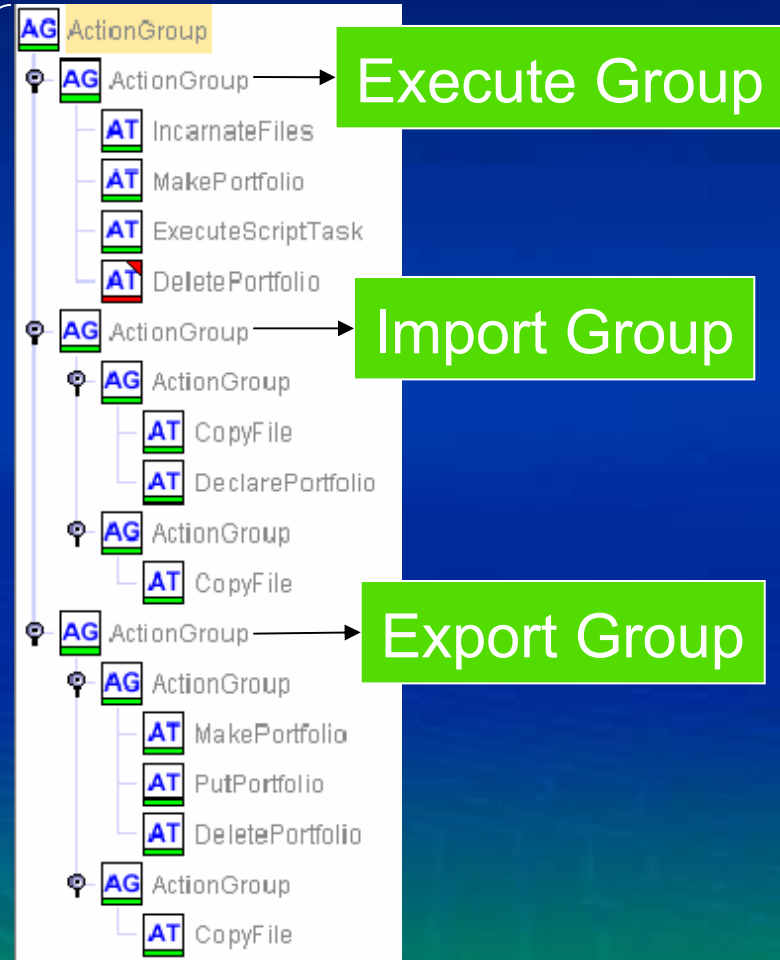 AG ActionGroup
AG ActionGroup Execute Group
AT IncarnateFiles
AT MakePortfolio
AT ExecuteScriptTask
AT DeletePortfolio
AG ActionGroup Import Group
AG ActionGroup
AT CopyFile
AT DeclarePortfolio
AG ActionGroup
AT CopyFile
AG ActionGroup Export Group
AG ActionGroup
AT MakePortfolio
AT PutPortfolio
AT DeletePortfolio
AG ActionGroup
AT CopyFile